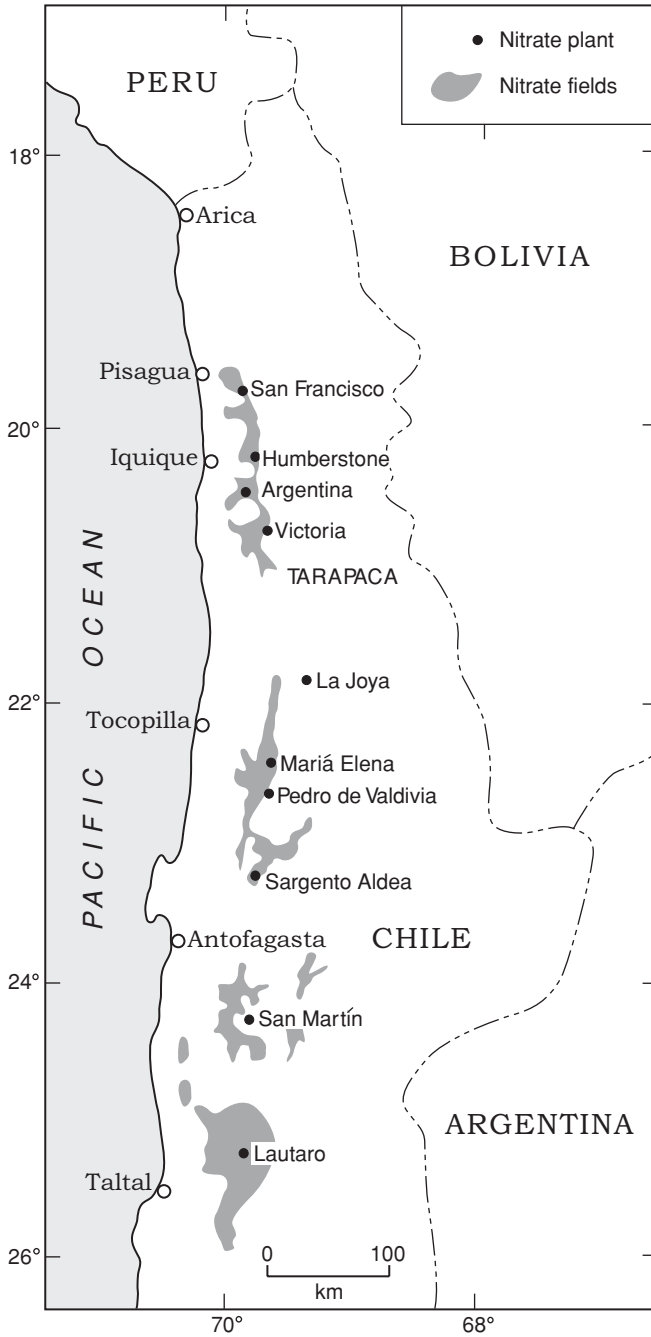 Nitrate plant
Nitrate fields
PERU
18°
Arica
BOLIVIA
Pisagua
San Francisco
20°
Iquique
Humberstone
Argentina
Victoria
TARAPACA
PACIFIC OCEAN
La Joya
22°
Tocopilla
Mariá Elena
Pedro de Valdivia
Sargento Aldea
Antofagasta
CHILE
24°
San Martín
ARGENTINA
Lautaro
Taltal
0 100
km
26°
70° 68°